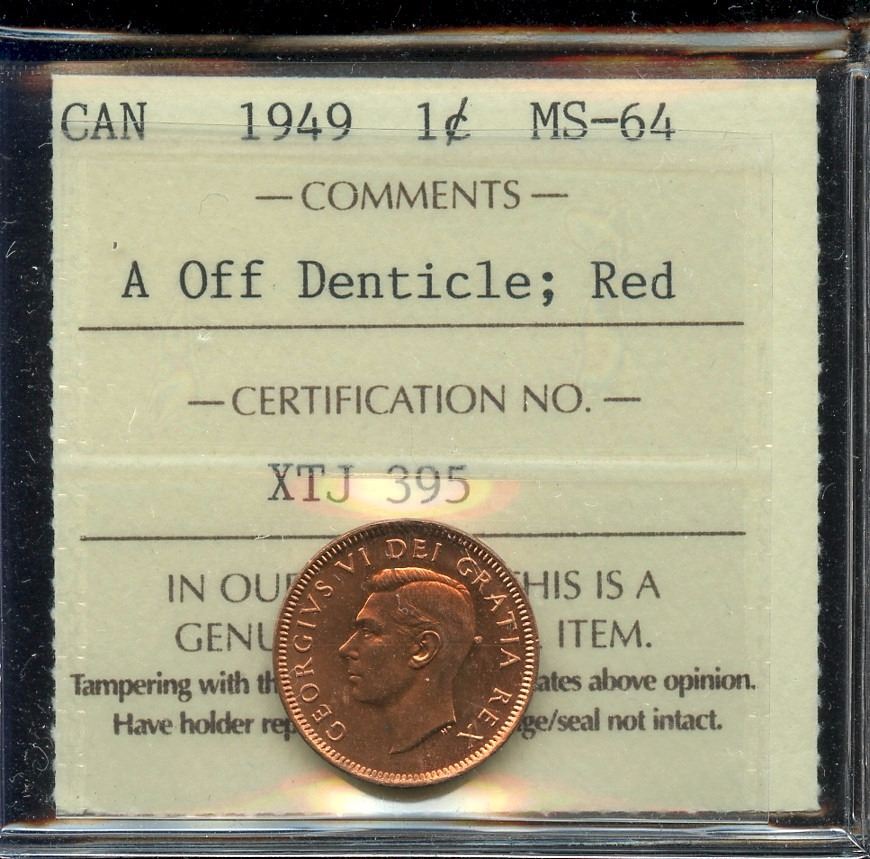 CAN 1949 1¢ MS-64
— COMMENTS —
A Off Denticle; Red
— CERTIFICATION NO. —
XTJ 395
IN OU HIS IS A
GENU ITEM.
Tampering with th ates above opinion.
Have holder rep ge/seal not intact.
GEORGIVS VI DEI GRATIA REX